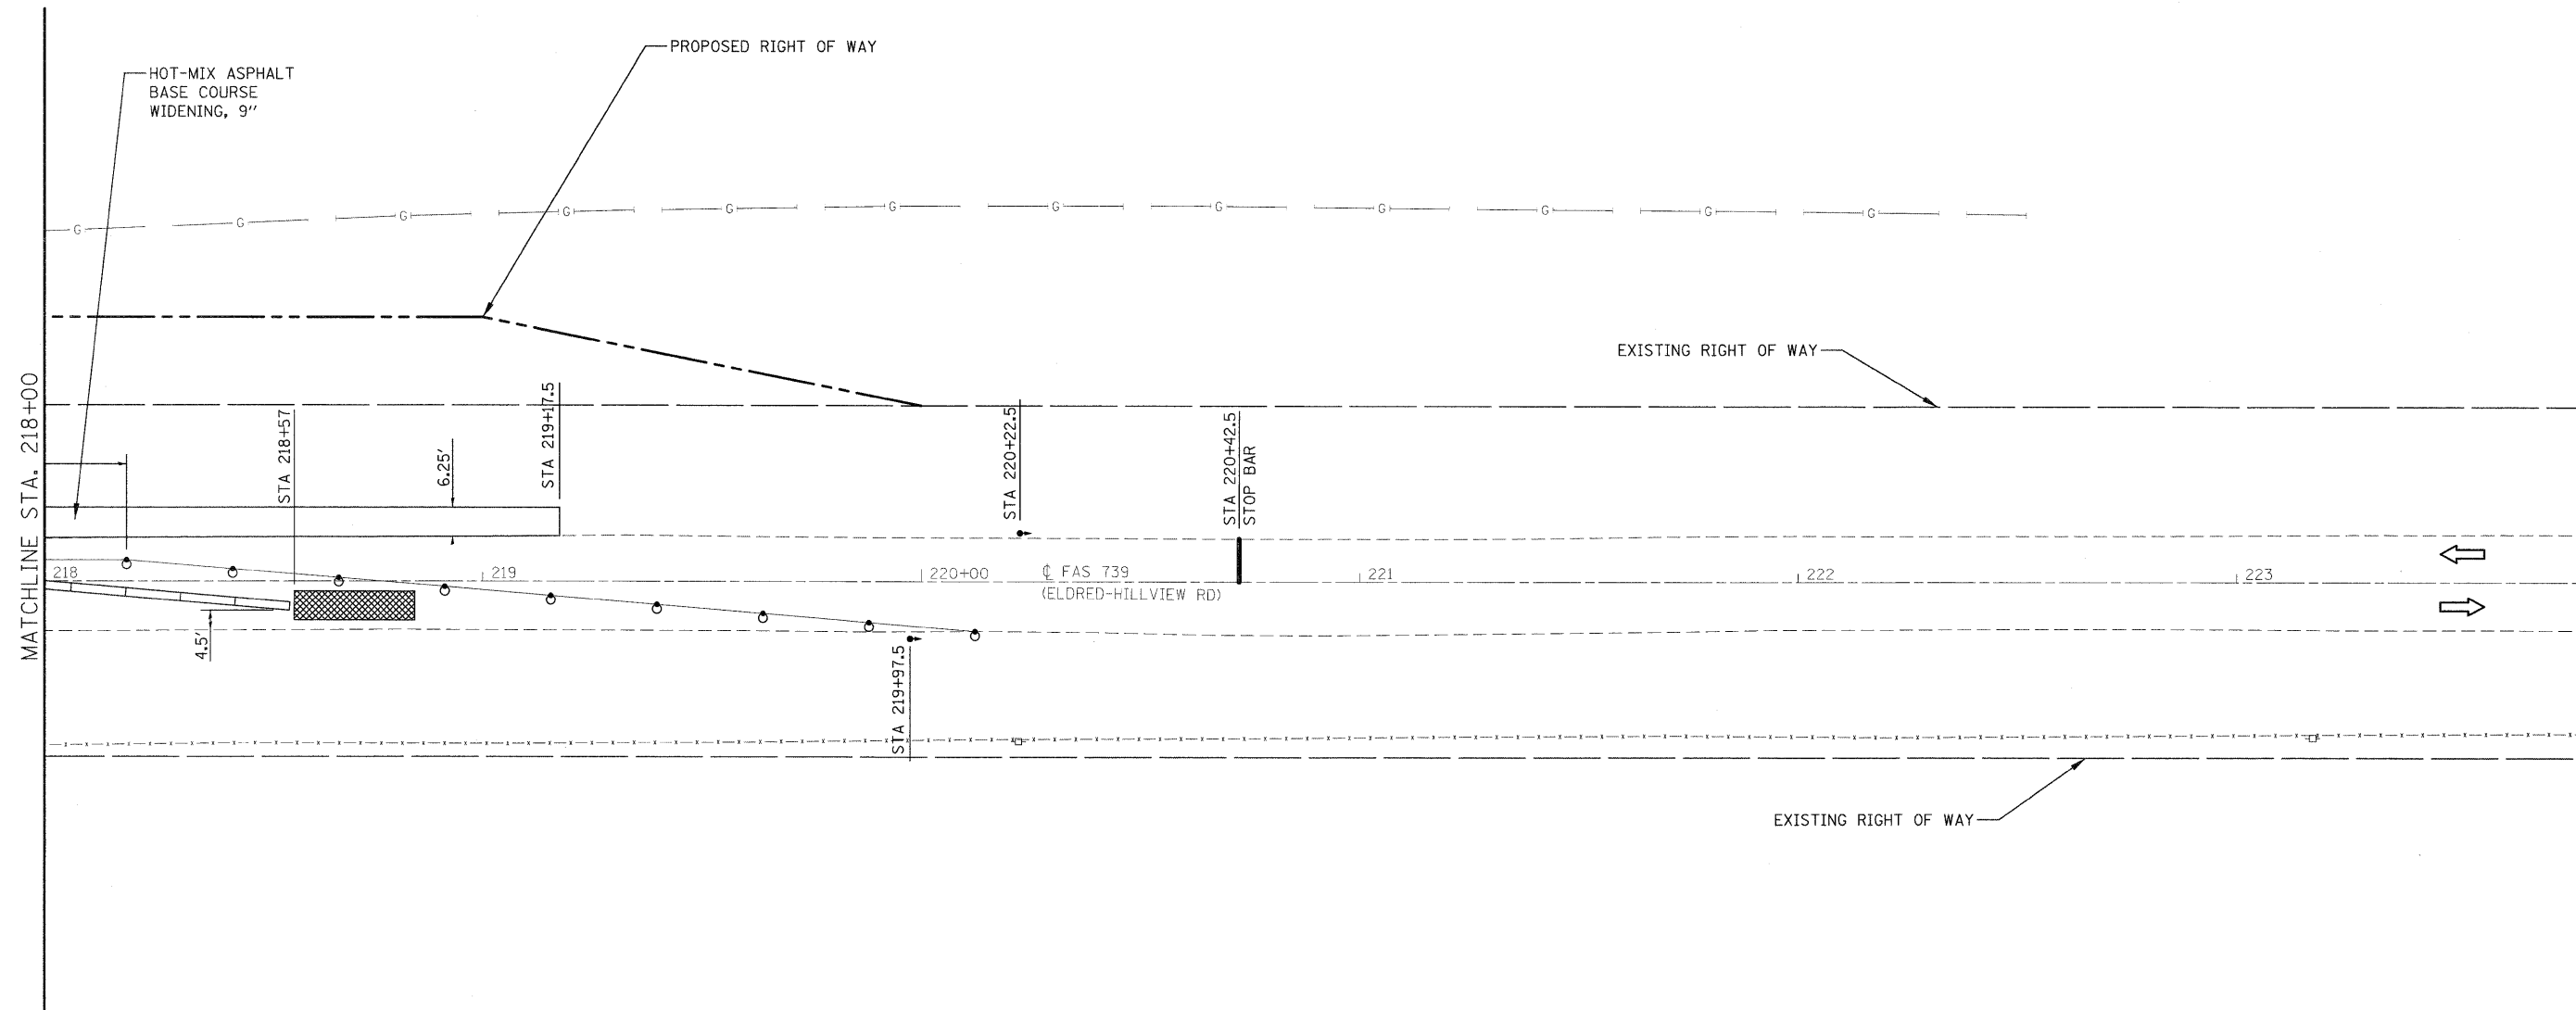 PROPOSED RIGHT OF WAY
HOT-MIX ASPHALT
BASE COURSE
WIDENING, 9"
G G G G G G G G G G G G
EXISTING RIGHT OF WAY
MATCHLINE STA. 218+00
STA 218+57
6.25'
STA 219+17.5
STA 220+22.5
STA 220+42.5
STOP BAR
218
219
220+00
℄ FAS 739
(ELDRED-HILLVIEW RD)
221
222
223
4.5'
STA 219+97.5
EXISTING RIGHT OF WAY